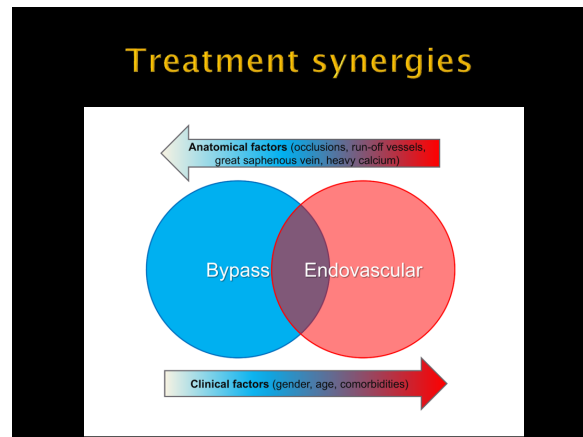 Treatment synergies
Anatomical factors (occlusions, run-off vessels,
great saphenous vein, heavy calcium)
Bypass
Endovascular
Clinical factors (gender, age, comorbidities)